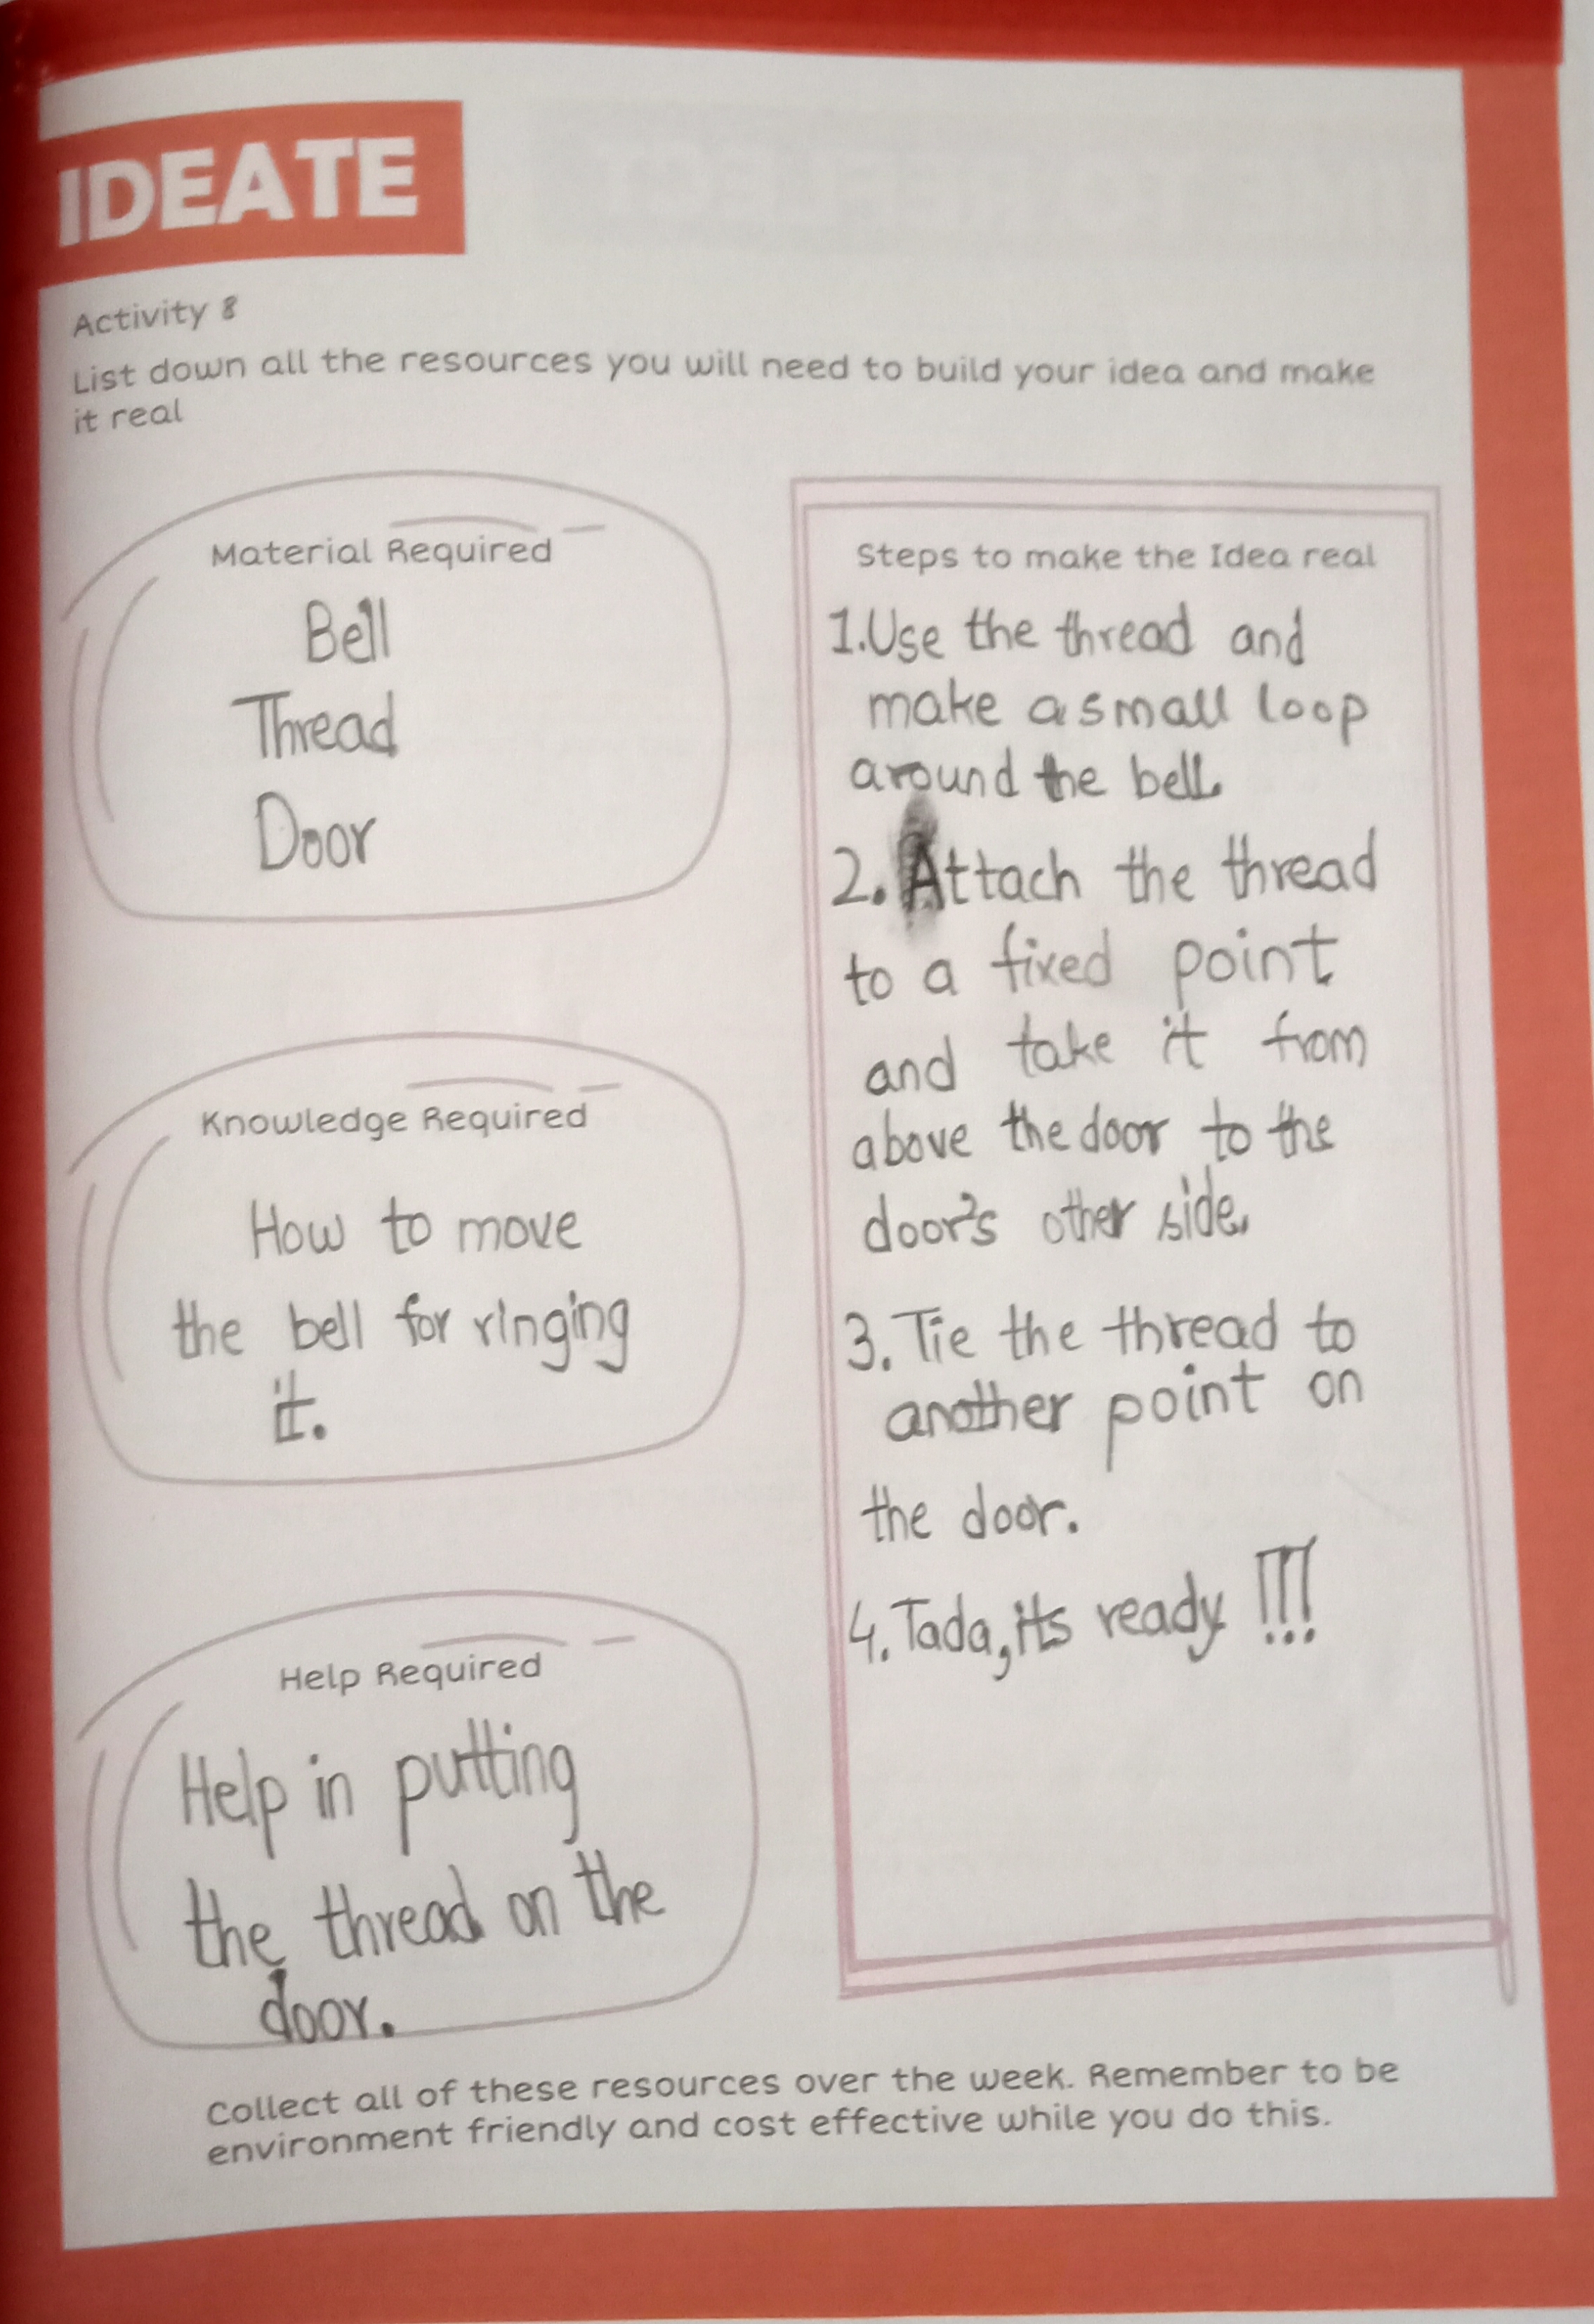 IDEATE
Activity 8
List down all the resources you will need to build your idea and make
it real
Material Required
Bell
Thread
Door
Knowledge Required
How to move
the bell for ringing
it.
Help Required
Help in putting
the thread on the
door.
Steps to make the Idea real
1.Use the thread and
make a small loop
around the bell.
2. Attach the thread
to a fixed point
and take it from
above the door to the
door's other side.
3. Tie the thread to
another point on
the door.
4. Tada, its ready !!!
Collect all of these resources over the week. Remember to be
environment friendly and cost effective while you do this.